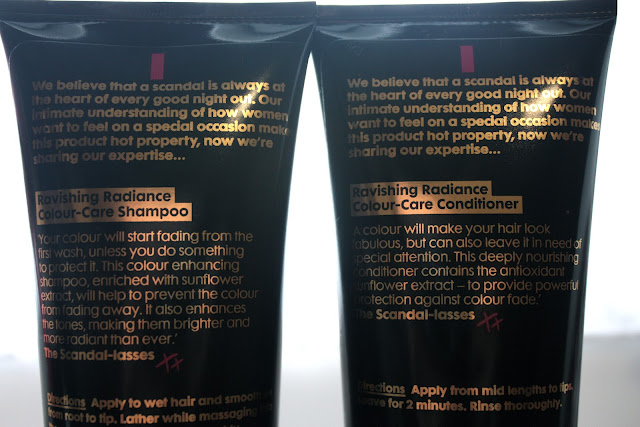 We believe that a scandal is always at
the heart of every good night out. Our
intimate understanding of how women
want to feel on a special occasion makes
this product hot property, now we're
sharing our expertise...
Ravishing Radiance
Colour-Care Shampoo
'Your colour will start fading from the
first wash, unless you do something
to protect it. This colour enhancing
shampoo, enriched with sunflower
extract, will help to prevent the colour
from fading away. It also enhances
the tones, making them brighter and
more radiant than ever.'
The Scandal-lasses xx
Directions Apply to wet hair and smooth
from root to tip. Lather while massaging
We believe that a scandal is always at
the heart of every good night out. Our
intimate understanding of how women
want to feel on a special occasion makes
this product hot property, now we're
sharing our expertise...
Ravishing Radiance
Colour-Care Conditioner
'A colour will make your hair look
fabulous, but can also leave it in need of
special attention. This deeply nourishing
conditioner contains the antioxidant
sunflower extract – to provide powerful
protection against colour fade.'
The Scandal-lasses xx
Directions Apply from mid lengths to tips.
Leave for 2 minutes. Rinse thoroughly.